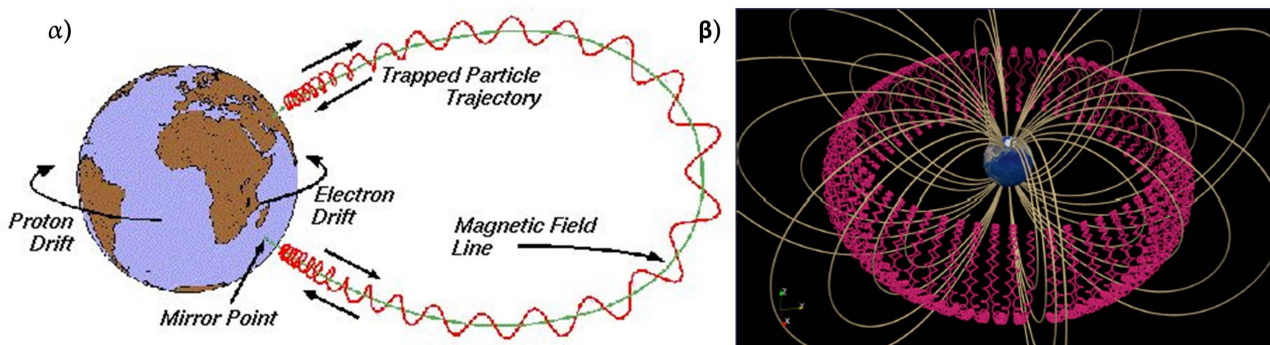 α)
Trapped Particle
Trajectory
Proton
Drift
Electron
Drift
Magnetic Field
Line
Mirror Point
β)
z
y
x